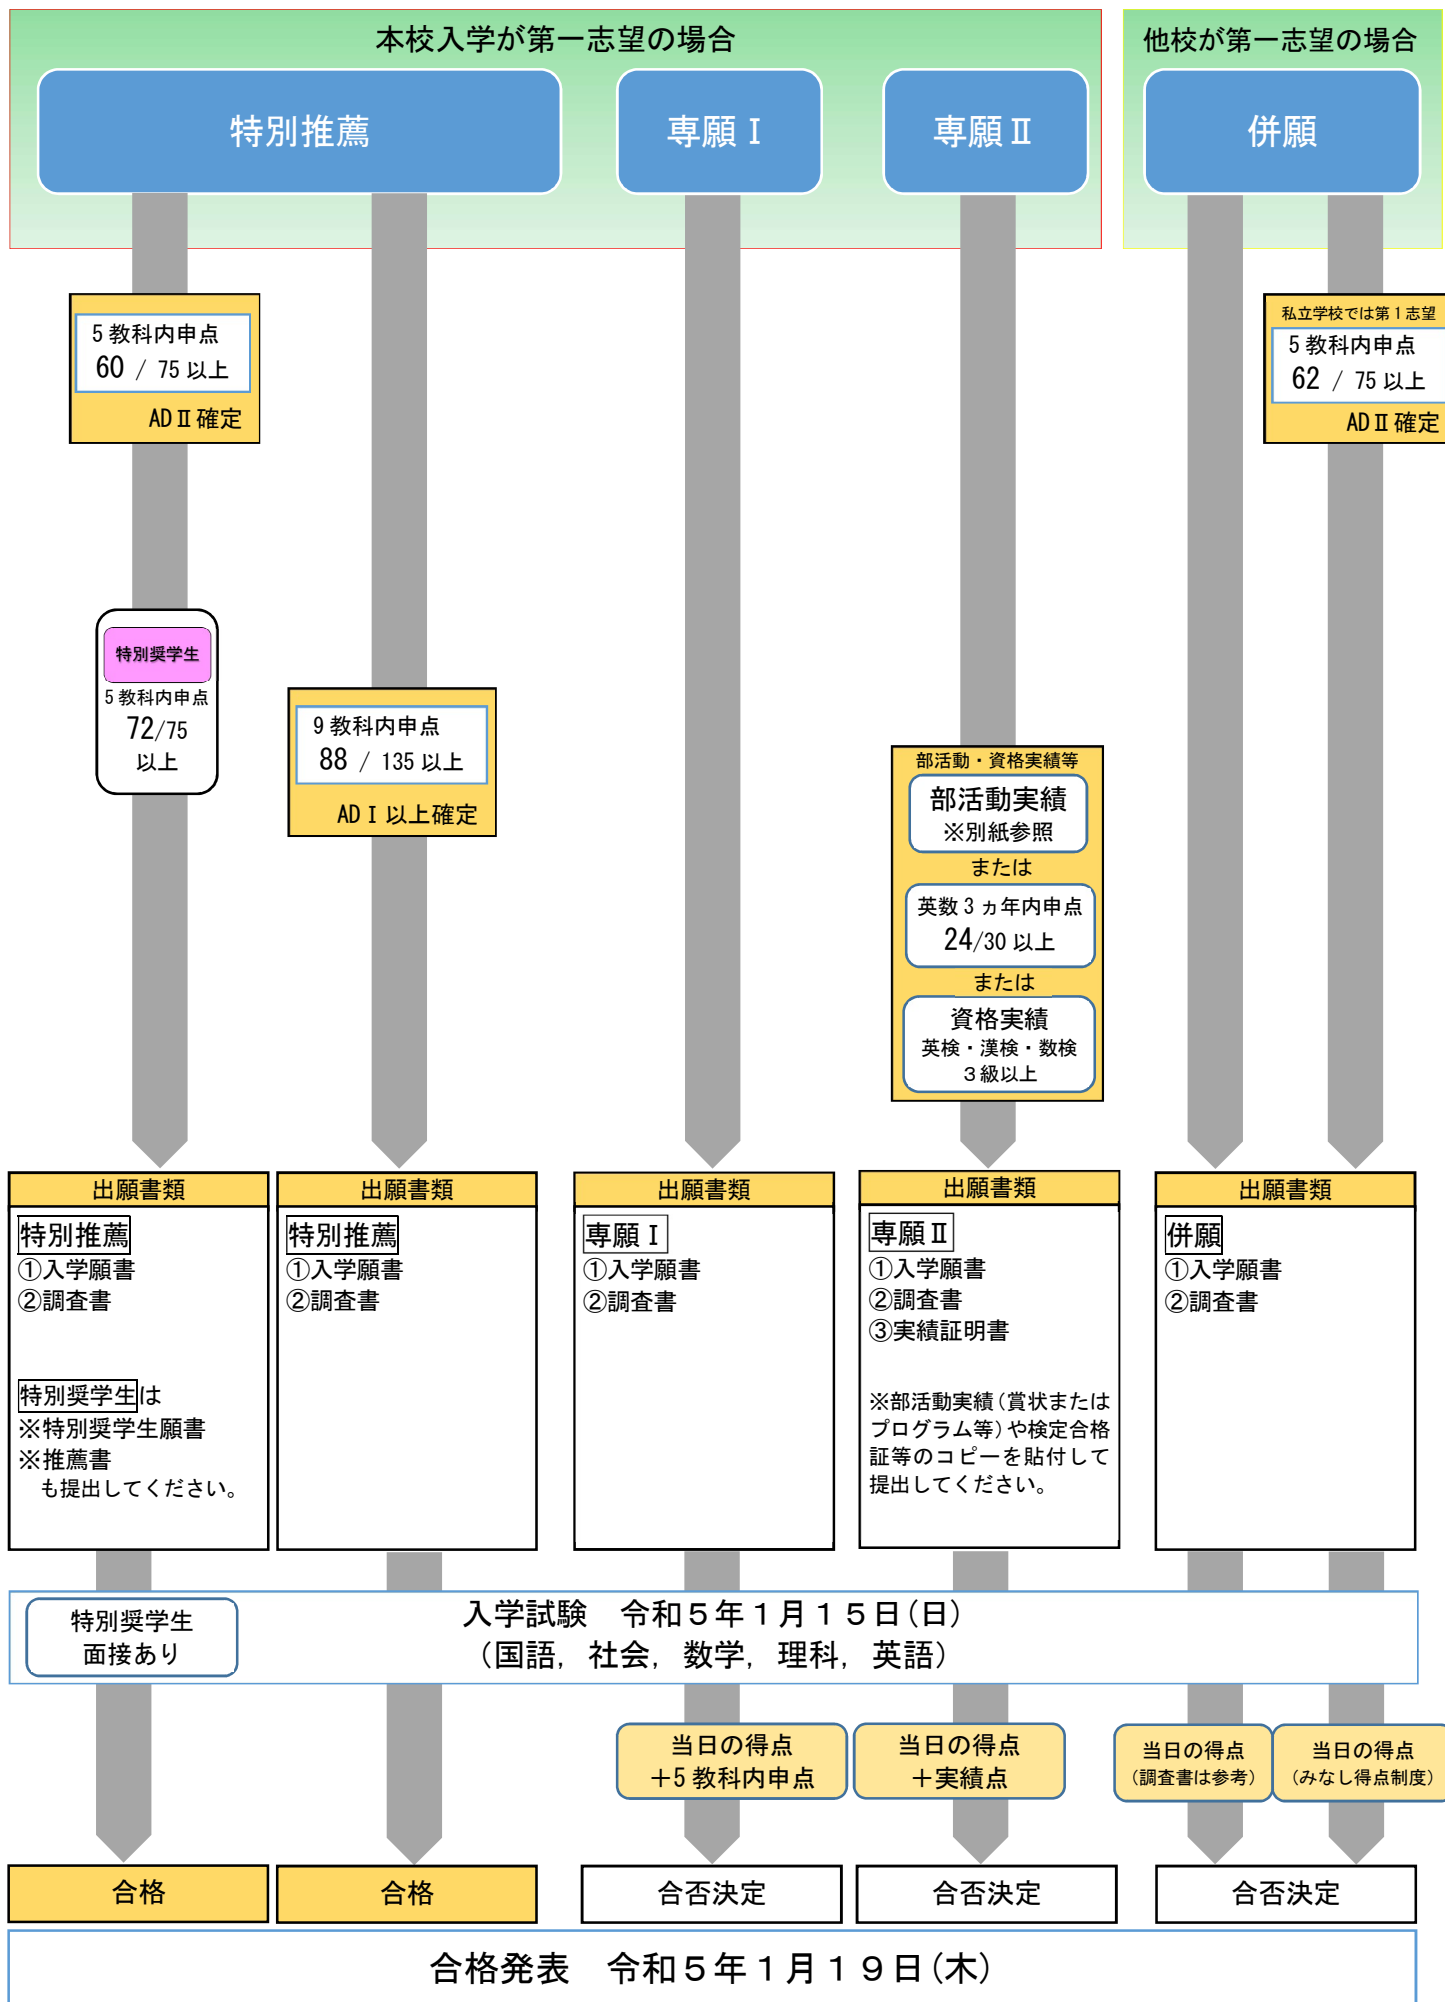 本校入学が第一志望の場合
他校が第一志望の場合
特別推薦
専願Ⅰ
専願Ⅱ
併願
5教科内申点
60 / 75以上
ADⅡ確定
私立学校では第1志望
5教科内申点
62 / 75以上
ADⅡ確定
特別奨学生
5教科内申点
72/75
以上
9教科内申点
88 / 135以上
ADⅠ以上確定
部活動・資格実績等
部活動実績
※別紙参照
または
英数3ヵ年内申点
24/30以上
または
資格実績
英検・漢検・数検
3級以上
出願書類
特別推薦
①入学願書
②調査書
特別奨学生は
※特別奨学生願書
※推薦書
も提出してください。
出願書類
特別推薦
①入学願書
②調査書
出願書類
専願Ⅰ
①入学願書
②調査書
出願書類
専願Ⅱ
①入学願書
②調査書
③実績証明書
※部活動実績(賞状または
プログラム等)や検定合格
証等のコピーを貼付して
提出してください。
出願書類
併願
①入学願書
②調査書
特別奨学生
面接あり
入学試験 令和5年1月15日(日)
(国語, 社会, 数学, 理科, 英語)
当日の得点
+5教科内申点
当日の得点
+実績点
当日の得点
(調査書は参考)
当日の得点
(みなし得点制度)
合格
合格
合否決定
合否決定
合否決定
合格発表 令和5年1月19日(木)